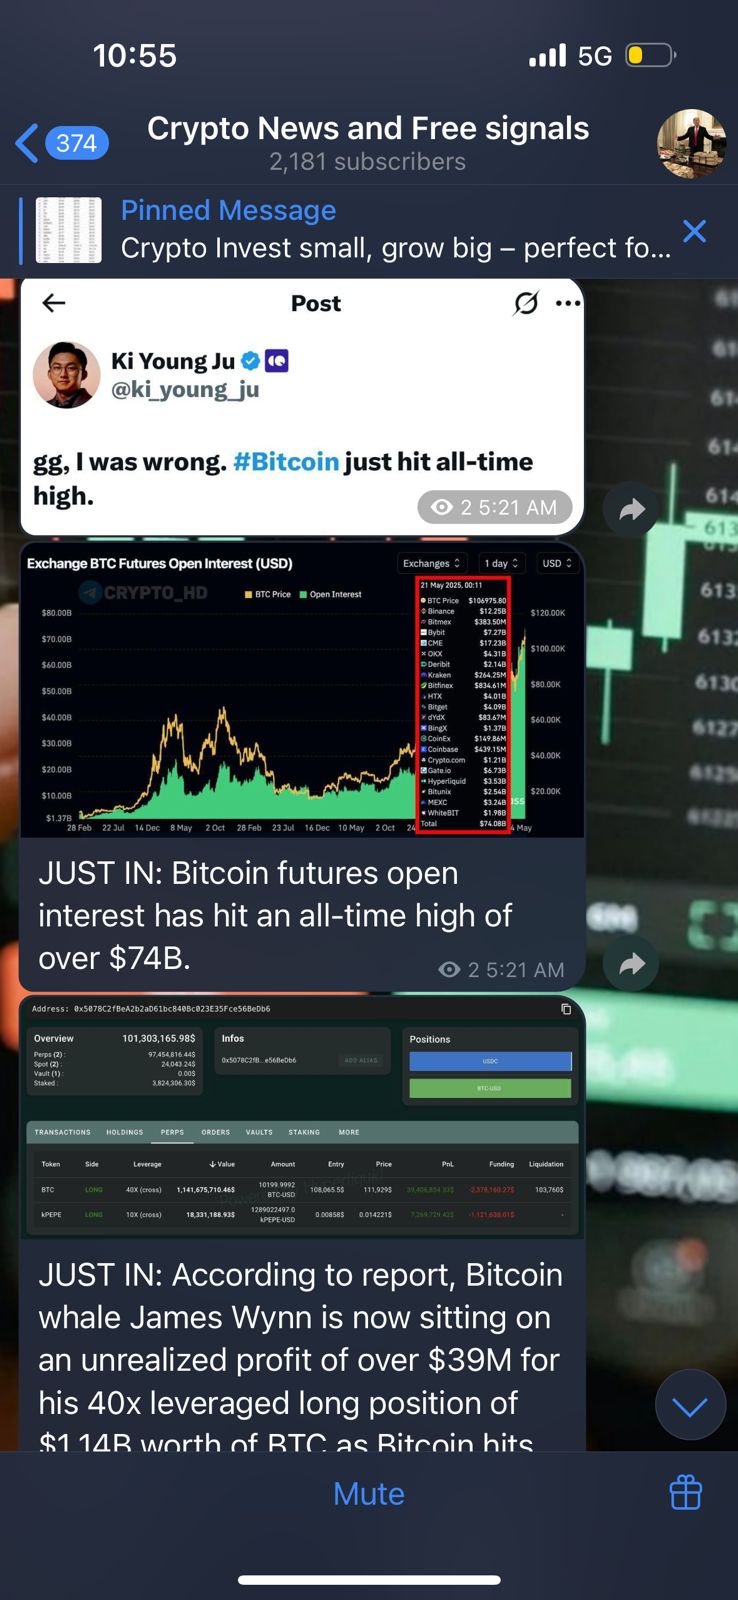 10:55
5G
374
Crypto News and Free signals
2,181 subscribers
Pinned Message
Crypto Invest small, grow big – perfect fo...
Post
Ki Young Ju
@ki_young_ju
gg, I was wrong. #Bitcoin just hit all-time
high.
2 5:21 AM
Exchange BTC Futures Open Interest (USD)
Exchanges
1 day
USD
CRYPTO_HD
BTC Price
Open Interest
21 May 2025, 00:11
BTC Price $106975.80
Binance $12.25B
Bitmex $383.50M
Bybit $7.27B
CME $17.23B
OKX $4.31B
Deribit $2.14B
Kraken $264.25M
Bitfinex $834.61M
HTX $4.01B
Bitget $4.09B
dYdX $83.67M
BingX $1.37B
CoinEx $149.86M
Coinbase $439.15M
Crypto.com $1.21B
Gate.io $6.73B
Hyperliquid $3.53B
Bitunix $2.54B
MEXC $3.24B
WhiteBIT $1.98B
Total $74.08B
$80.00B
$70.00B
$60.00B
$50.00B
$40.00B
$30.00B
$20.00B
$10.00B
$1.37B
$120.00K
$100.00K
$80.00K
$60.00K
$40.00K
$20.00K
28 Feb 22 Jul 14 Dec 8 May 2 Oct 28 Feb 23 Jul 16 Dec 10 May 2 Oct 24 4 May
JUST IN: Bitcoin futures open
interest has hit an all-time high of
over $74B.
2 5:21 AM
Address: 0x5078C2fBeA2b2aD61bc840Bc023E35Fce56BeDb6
Overview 101,303,165.98$
Perps (2) : 97,454,816.44$
Spot (2) : 24,043.24$
Vault (1) : 0.00$
Staked : 3,824,306.30$
Infos
0x5078C2fB...e56BeDb6
ADD ALIAS
Positions
USDC
BTC-USD
TRANSACTIONS HOLDINGS PERPS ORDERS VAULTS STAKING MORE
Token Side Leverage Value Amount Entry Price PnL Funding Liquidation
BTC LONG 40X (cross) 1,141,675,710.46$ 10199.9992 BTC-USD 108,065.5$ 111,929$ 39,406,834.33$ -2,378,160.27$ 103,760$
kPEPE LONG 10X (cross) 18,331,188.93$ 1289022497.0 kPEPE-USD 0.00858$ 0.014221$ 7,269,729.42$ -1,121,638.01$ -
JUST IN: According to report, Bitcoin
whale James Wynn is now sitting on
an unrealized profit of over $39M for
his 40x leveraged long position of
$1.14B worth of BTC as Bitcoin hits
Mute